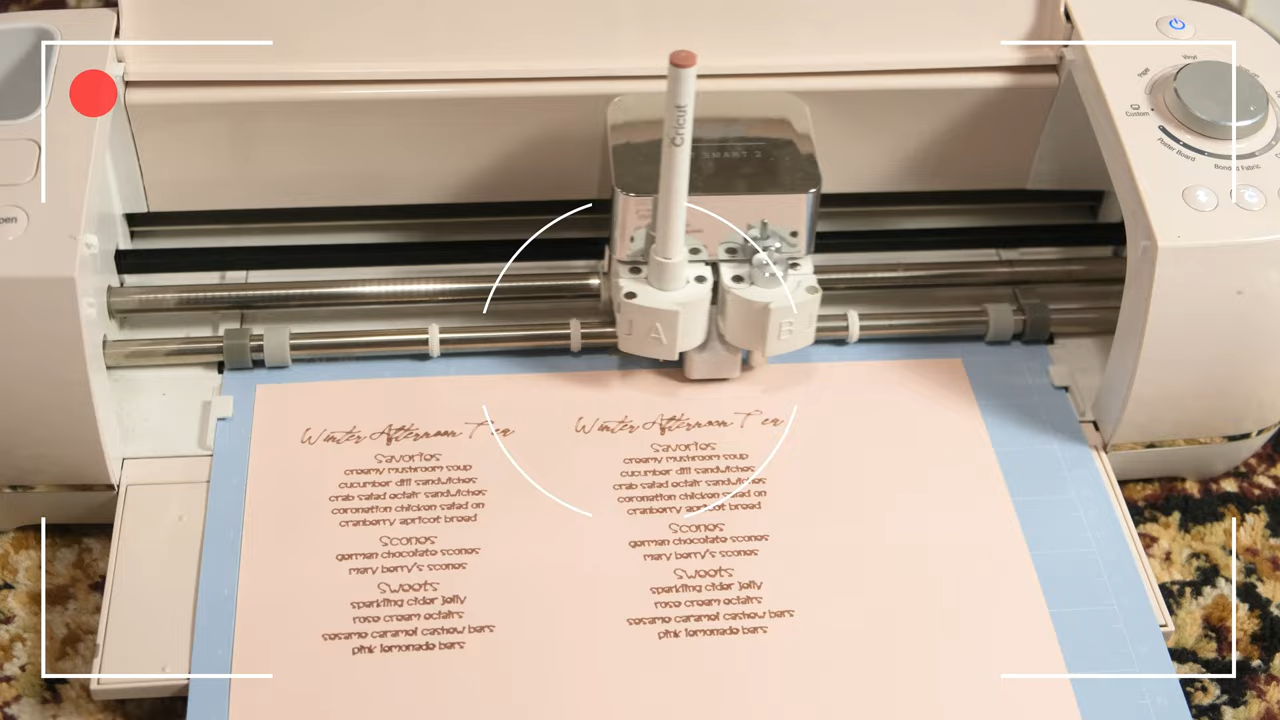 Cricut
pen
Vinyl
Paper
Custom
Poster Board
Bonded Fabric
A
B
Winter Afternoon Tea
Savories
creamy mushroom soup
cucumber dill sandwiches
crab salad eclair sandwiches
coronation chicken salad on
cranberry apricot bread
Scones
german chocolate scones
mary berry's scones
Sweets
sparkling cider jelly
rose cream eclairs
sesame caramel cashew bars
pink lemonade bars
Winter Afternoon Tea
Savories
creamy mushroom soup
cucumber dill sandwiches
crab salad eclair sandwiches
coronation chicken salad on
cranberry apricot bread
Scones
german chocolate scones
mary berry's scones
Sweets
sparkling cider jelly
rose cream eclairs
sesame caramel cashew bars
pink lemonade bars